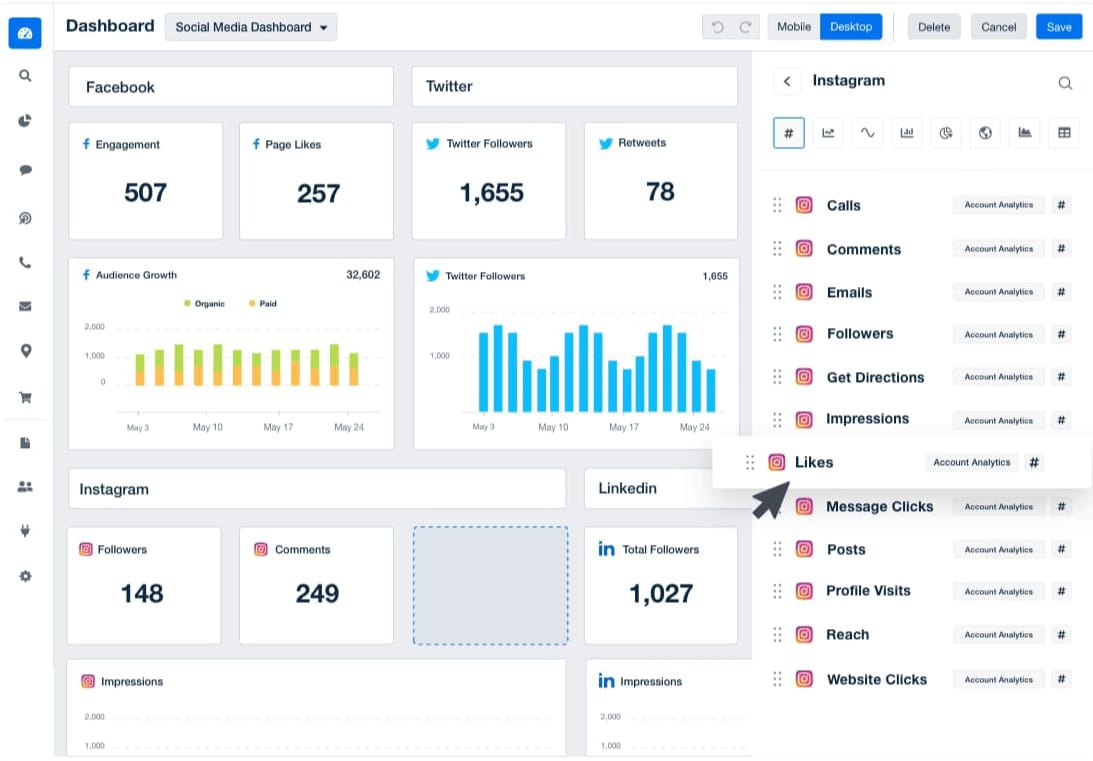 Dashboard
Social Media Dashboard
Mobile
Desktop
Delete
Cancel
Save
Facebook
Engagement
507
Page Likes
257
Twitter
Twitter Followers
1,655
Retweets
78
Audience Growth
32,602
Organic
Paid
2,000
1,000
0
May 3
May 10
May 17
May 24
Twitter Followers
1,655
2,000
1,000
May 3
May 10
May 17
May 24
Instagram
Followers
148
Comments
249
Linkedin
in Total Followers
1,027
Impressions
2,000
1,000
in Impressions
2,000
1,000
Instagram
#
Calls Account Analytics #
Comments Account Analytics #
Emails Account Analytics #
Followers Account Analytics #
Get Directions Account Analytics #
Impressions Account Analytics #
Likes Account Analytics #
Message Clicks Account Analytics #
Posts Account Analytics #
Profile Visits Account Analytics #
Reach Account Analytics #
Website Clicks Account Analytics #